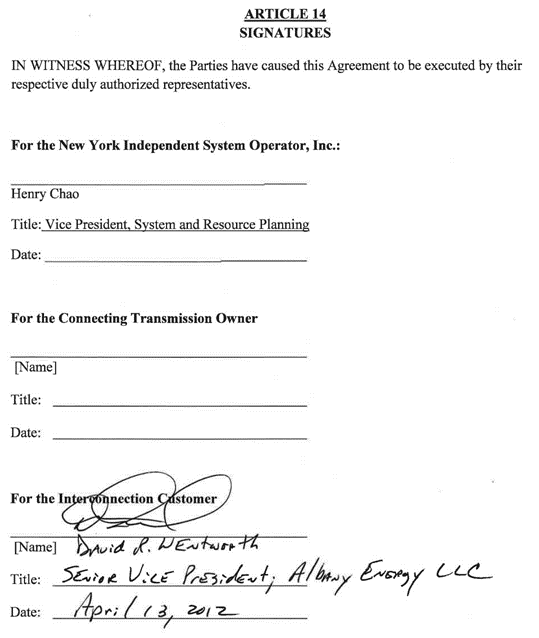 ARTICLE 14
SIGNATURES
IN WITNESS WHEREOF, the Parties have caused this Agreement to be executed by their
respective duly authorized representatives.
For the New York Independent System Operator, Inc.:
Henry Chao
Title: Vice President, System and Resource Planning
Date:
For the Connecting Transmission Owner
[Name]
Title:
Date:
For the Interconnection Customer
[Name] David R. Wentworth
Title: Senior Vice President, Albany Energy LLC
Date: April 13, 2012